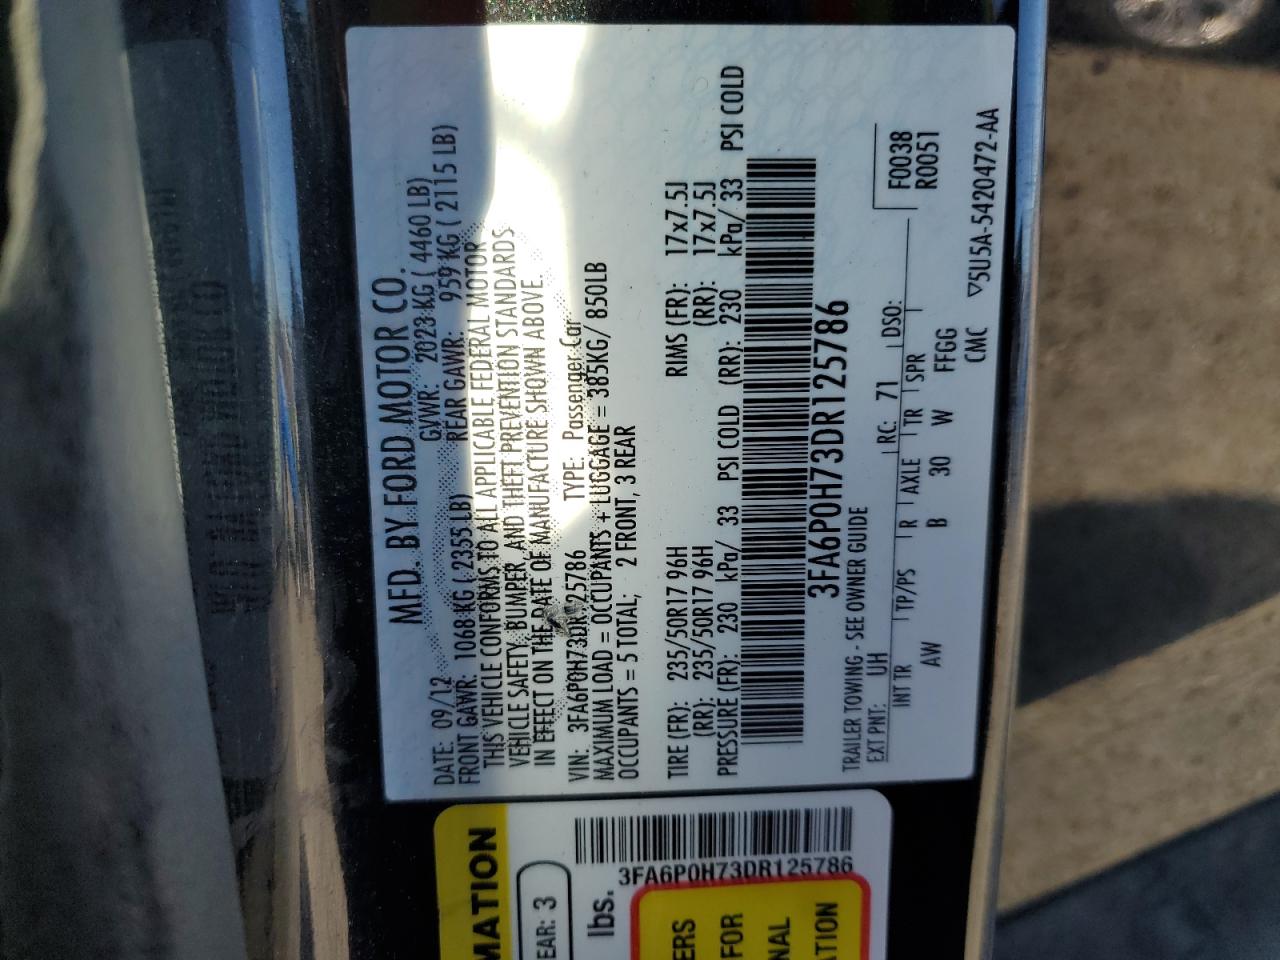 MFD. BY FORD MOTOR CO.
DATE: 09/12 GVWR: 2023 KG ( 4460 LB)
FRONT GAWR: 1068 KG ( 2355 LB) REAR GAWR: 959 KG ( 2115 LB)
THIS VEHICLE CONFORMS TO ALL APPLICABLE FEDERAL MOTOR
VEHICLE SAFETY, BUMPER, AND THEFT PREVENTION STANDARDS
IN EFFECT ON THE DATE OF MANUFACTURE SHOWN ABOVE.
VIN: 3FA6P0H73DR125786 TYPE: Passenger Car
MAXIMUM LOAD = OCCUPANTS + LUGGAGE = 385KG/ 850LB
OCCUPANTS = 5 TOTAL; 2 FRONT, 3 REAR
TIRE (FR): 235/50R17 96H RIMS (FR): 17x7.5J
(RR): 235/50R17 96H (RR): 17x7.5J
PRESSURE (FR): 230 kPa/ 33 PSI COLD (RR): 230 kPa/ 33 PSI COLD
3FA6P0H73DR125786
TRAILER TOWING - SEE OWNER GUIDE
EXT PNT: UH RC: 71 DSO: F0038
R0051
INT TR TP/PS R AXLE TR SPR
AW B 30 W FFGG
CMC ▽5U5A-5420472-AA
MATION
EAR: 3
lbs.
3FA6P0H73DR125786
ERS
FOR
NAL
ATION